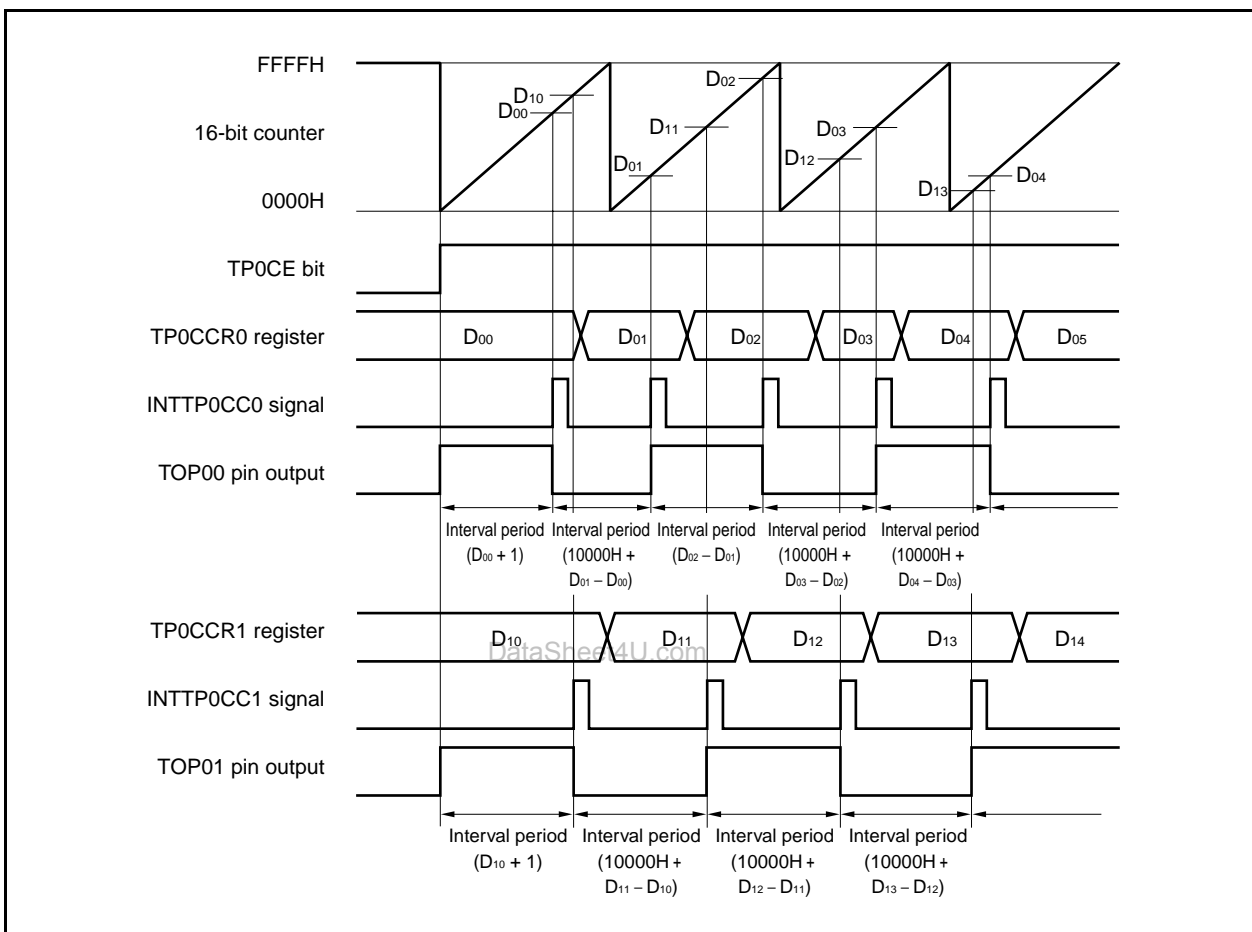 FFFFH
D10
D00
16-bit counter
0000H
D01
D11
D02
D12
D03
D13
D04
TP0CE bit
TP0CCR0 register
D00
D01
D02
D03
D04
D05
INTTP0CC0 signal
TOP00 pin output
Interval period
(D00 + 1)
Interval period
(10000H +
D01 – D00)
Interval period
(D02 – D01)
Interval period
(10000H +
D03 – D02)
Interval period
(10000H +
D04 – D03)
TP0CCR1 register
D10
D11
D12
D13
D14
DataSheet4U.com
INTTP0CC1 signal
TOP01 pin output
Interval period
(D10 + 1)
Interval period
(10000H +
D11 – D10)
Interval period
(10000H +
D12 – D11)
Interval period
(10000H +
D13 – D12)